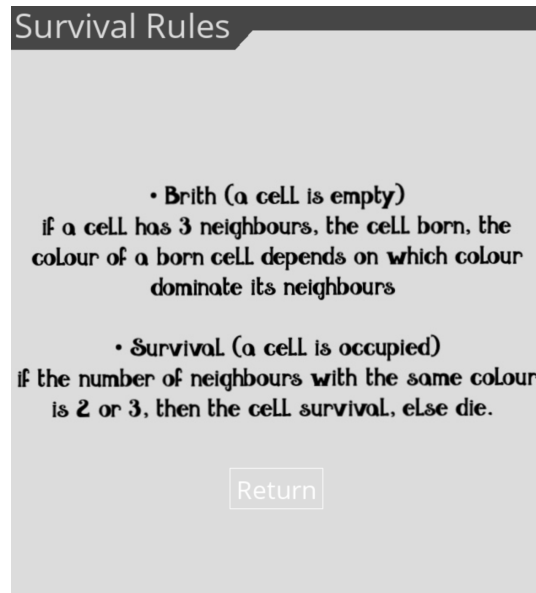 Survival Rules
• Brith (a cell is empty)
if a cell has 3 neighbours, the cell born, the
colour of a born cell depends on which colour
dominate its neighbours
• Survival (a cell is occupied)
if the number of neighbours with the same colour
is 2 or 3, then the cell survival, else die.
Return